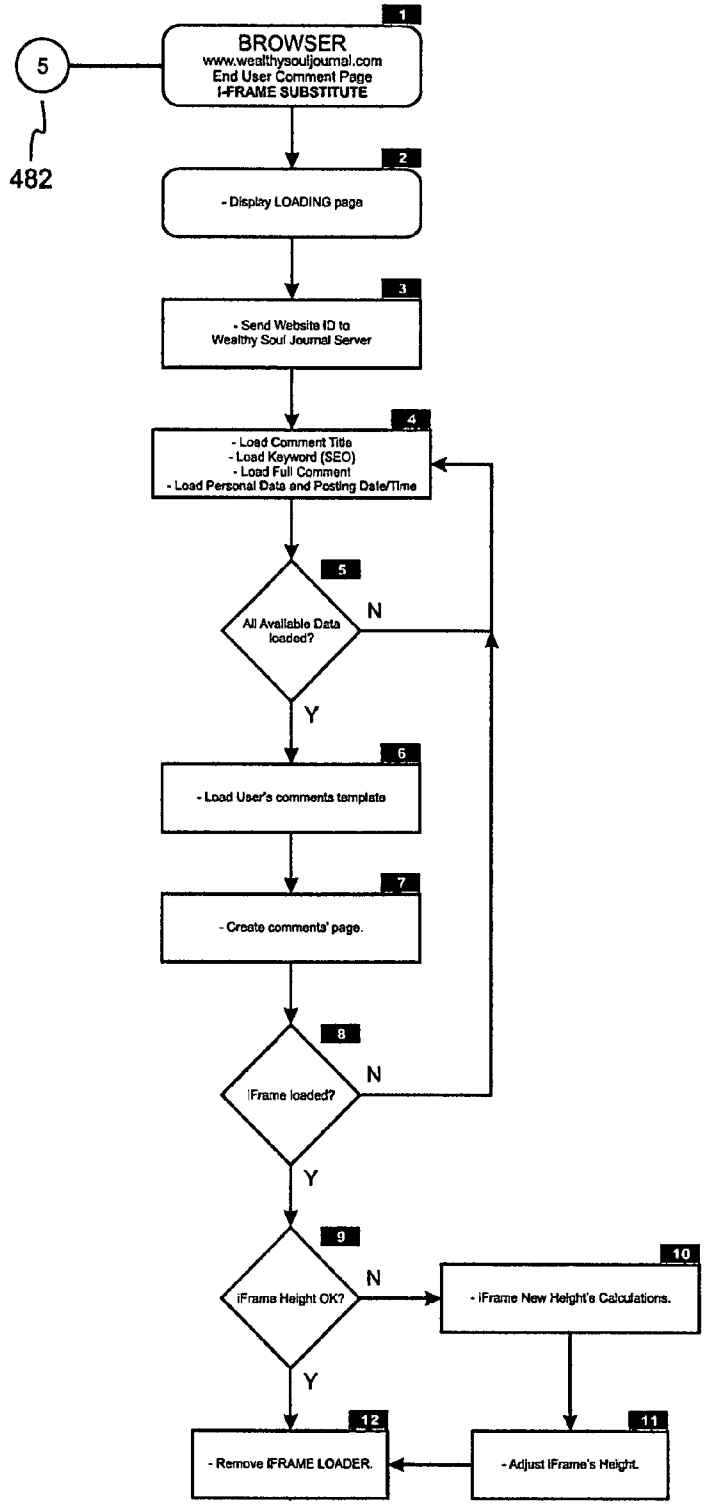 1
BROWSER
www.wealthysouljournal.com
End User Comment Page
I-FRAME SUBSTITUTE
5
482
2
- Display LOADING page
3
- Send Website ID to
Wealthy Soul Journal Server
4
- Load Comment Title
- Load Keyword (SEO)
- Load Full Comment
- Load Personal Data and Posting Date/Time
5
All Available Data
loaded?
N
Y
6
- Load User's comments template
7
- Create comments' page.
8
iFrame loaded?
N
Y
9
iFrame Height OK?
N
Y
10
- iFrame New Height's Calculations.
11
- Adjust iFrame's Height.
12
- Remove IFRAME LOADER.